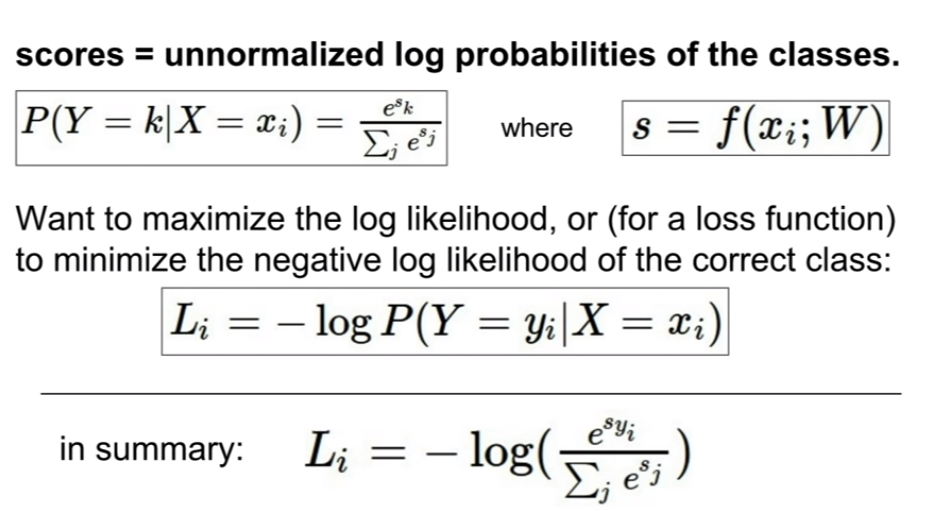 scores = unnormalized log probabilities of the classes.
P(Y = k|X = x_i) = \frac{e^{s_k}}{\sum_j e^{s_j}} where s = f(x_i; W)
Want to maximize the log likelihood, or (for a loss function)
to minimize the negative log likelihood of the correct class:
L_i = − log P(Y = y_i|X = x_i)
in summary: L_i = − log(\frac{e^{s_{y_i}}}{\sum_j e^{s_j}})